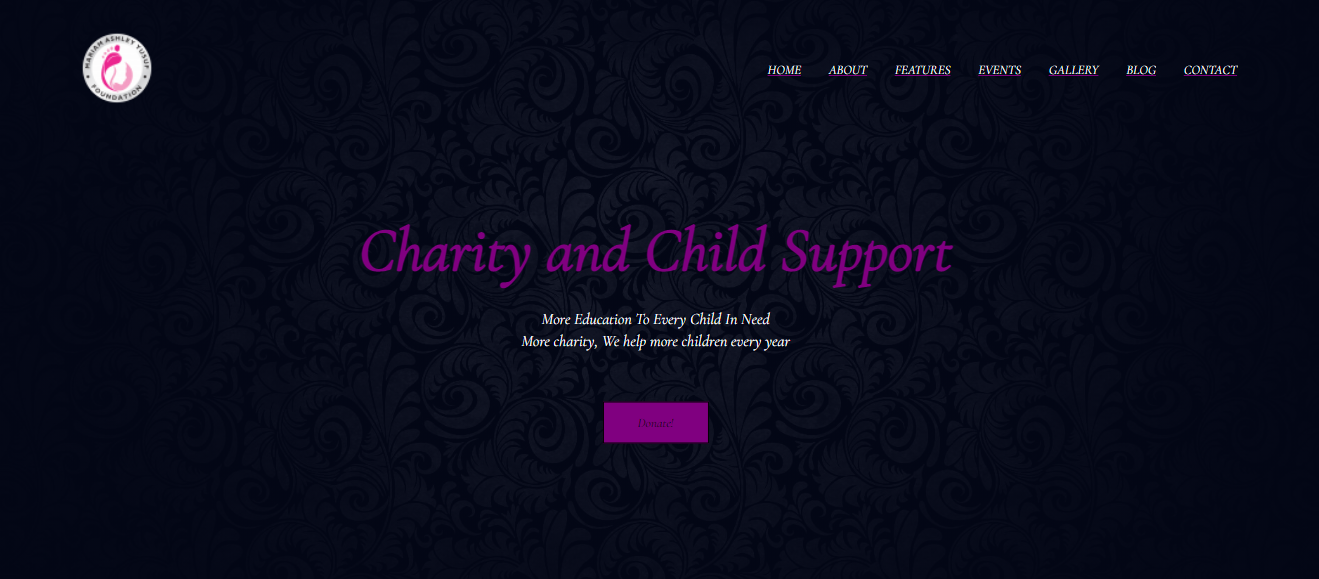 MARIAM ASHLEY YUSUF
FOUNDATION
HOME ABOUT FEATURES EVENTS GALLERY BLOG CONTACT
Charity and Child Support
More Education To Every Child In Need
More charity, We help more children every year
Donate!